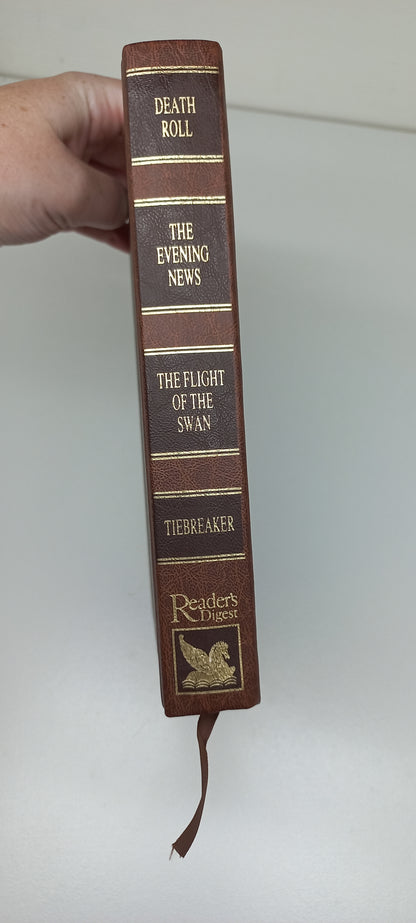 DEATH
ROLL
THE
EVENING
NEWS
THE FLIGHT
OF THE
SWAN
TIEBREAKER
Reader's
Digest